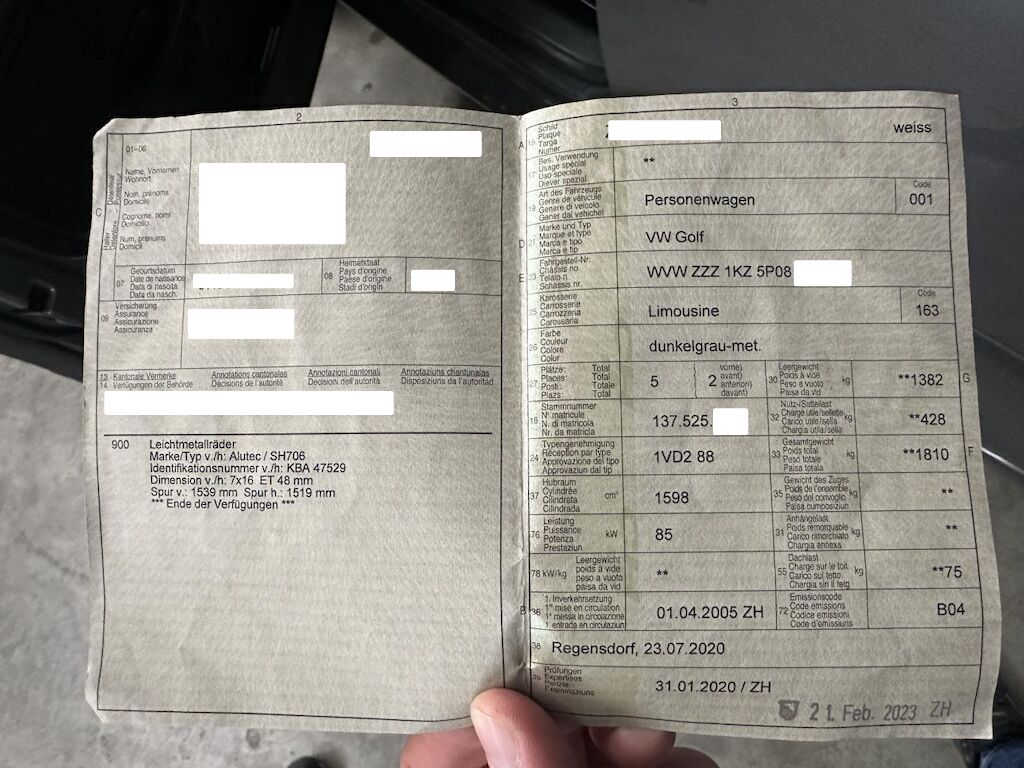 2
01-06
Name, Vornamen
Wohnort
Nom, prénoms
Domicile
Cognome, nomi
Domicilio
Num, prenums
Domicil
C
Halter
Détenteur
Detentore
Possessur
07
Geburtsdatum
Date de naissance
Data di nascita
Data da nasch.
08
Heimatstaat
Pays d'origine
Paese d'origine
Stadi d'origin
09
Versicherung
Assurance
Assicurazione
Assicuranza
13 Kantonale Vermerke Annotations cantonales Annotazioni cantonali Annotaziuns chantunalas
14 Verfügungen der Behörde Décisions de l'autorité Decisioni dell'autorità Disposiziuns da l'autoritad
900 Leichtmetallräder
Marke/Typ v./h: Alutec / SH706
Identifikationsnummer v./h: KBA 47529
Dimension v./h: 7x16 ET 48 mm
Spur v.: 1539 mm Spur h.: 1519 mm
*** Ende der Verfügungen ***
3
A 15
Schild
Plaque
Targa
Numer
weiss
17
Bes. Verwendung
Usage spécial
Uso speciale
Diever spezial
**
19
Art des Fahrzeugs
Genre de véhicule
Genere di veicolo
Gener dal vehichel
Personenwagen
Code
001
D 21
Marke und Typ
Marque et type
Marca e tipo
Marca e tip
VW Golf
E 23
Fahrgestell-Nr.
Châssis no
Telaio n.
Schassis nr.
WVW ZZZ 1KZ 5P08
25
Karosserie
Carrosserie
Carrozzeria
Carossaria
Limousine
Code
163
26
Farbe
Couleur
Colore
Colur
dunkelgrau-met.
27
Plätze: Total
Places: Total
Posti: Totale
Plazs: Total
5
2
vorne)
avant)
anteriori)
davant)
30
Leergewicht
Poids à vide
Peso a vuoto
Paisa da vid
kg
**1382
G
18
Stammnummer
N° matricule
N. di matricola
Nr. da matricla
137.525.
32
Nutz-/Sattellast
Charge utile/sellette
Carico utile/sella
Chargia utila/sella
kg
**428
24
Typengenehmigung
Réception par type
Approvazione del tipo
Approvaziun dal tip
1VD2 88
33
Gesamtgewicht
Poids total
Peso totale
Paisa totala
kg
**1810
F
37
Hubraum
Cylindrée
Cilindrata
Cilindrada
cm³
1598
35
Gewicht des Zuges
Poids de l'ensemble
Peso del convoglio
Paisa cumposiziun
kg
**
76
Leistung
Puissance
Potenza
Prestaziun
kW
85
31
Anhängelast
Poids remorquable
Carico rimorchiato
Chargia annexa
kg
**
78 kW/kg
Leergewicht
poids à vide
peso a vuoto
paisa da vid
**
55
Dachlast
Charge sur le toit
Carico sul tetto
Chargia sin il tetg
kg
**75
B 36
1. Inverkehrsetzung
1re mise en circulation
1a messa in circolazione
1. entrada en circulaziun
01.04.2005 ZH
72
Emissionscode
Code émissions
Codice emissioni
Code d'emissiuns
B04
38
Regensdorf, 23.07.2020
39
Prüfungen
Expertises
Perizie
Examinaziuns
31.01.2020 / ZH
21. Feb. 2023 ZH